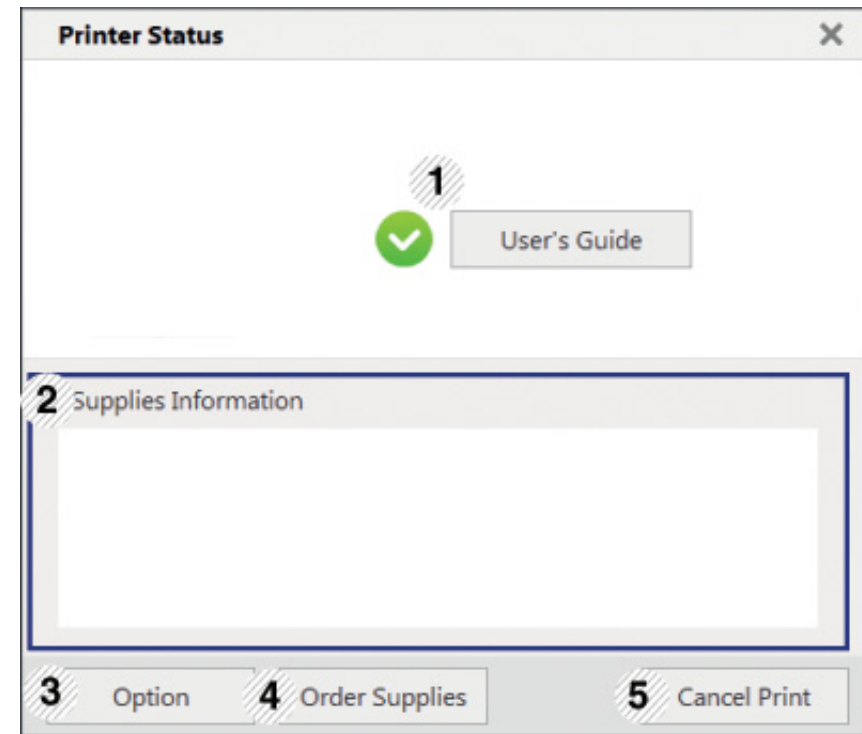 Printer Status
1
User's Guide
2 Supplies Information
3 Option 4 Order Supplies 5 Cancel Print